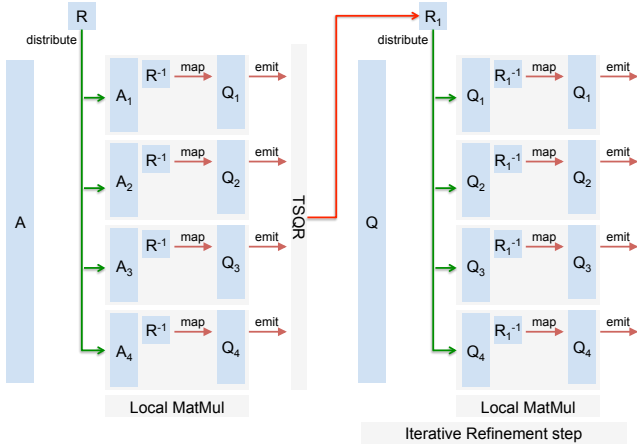 R
distribute
A
A1
R-1
map
Q1
emit
A2
R-1
map
Q2
emit
A3
R-1
map
Q3
emit
A4
R-1
map
Q4
emit
Local MatMul
TSQR
R1
distribute
Q
Q1
R1-1
map
Q1
emit
Q2
R1-1
map
Q2
emit
Q3
R1-1
map
Q3
emit
Q4
R1-1
map
Q4
emit
Local MatMul
Iterative Refinement step